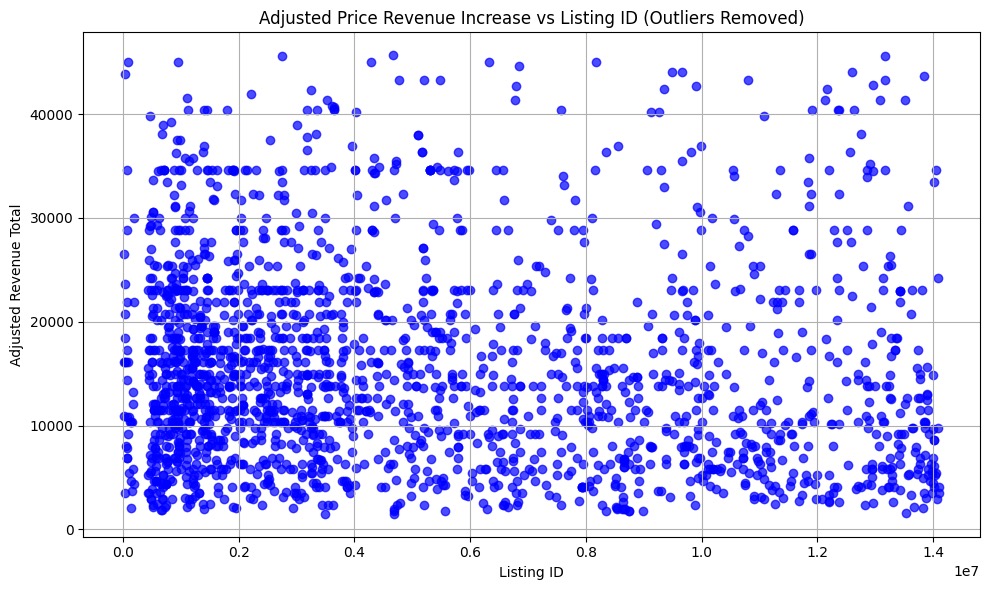 Adjusted Price Revenue Increase vs Listing ID (Outliers Removed)
Adjusted Revenue Total
40000
30000
20000
10000
0
0.0 0.2 0.4 0.6 0.8 1.0 1.2 1.4
1e7
Listing ID